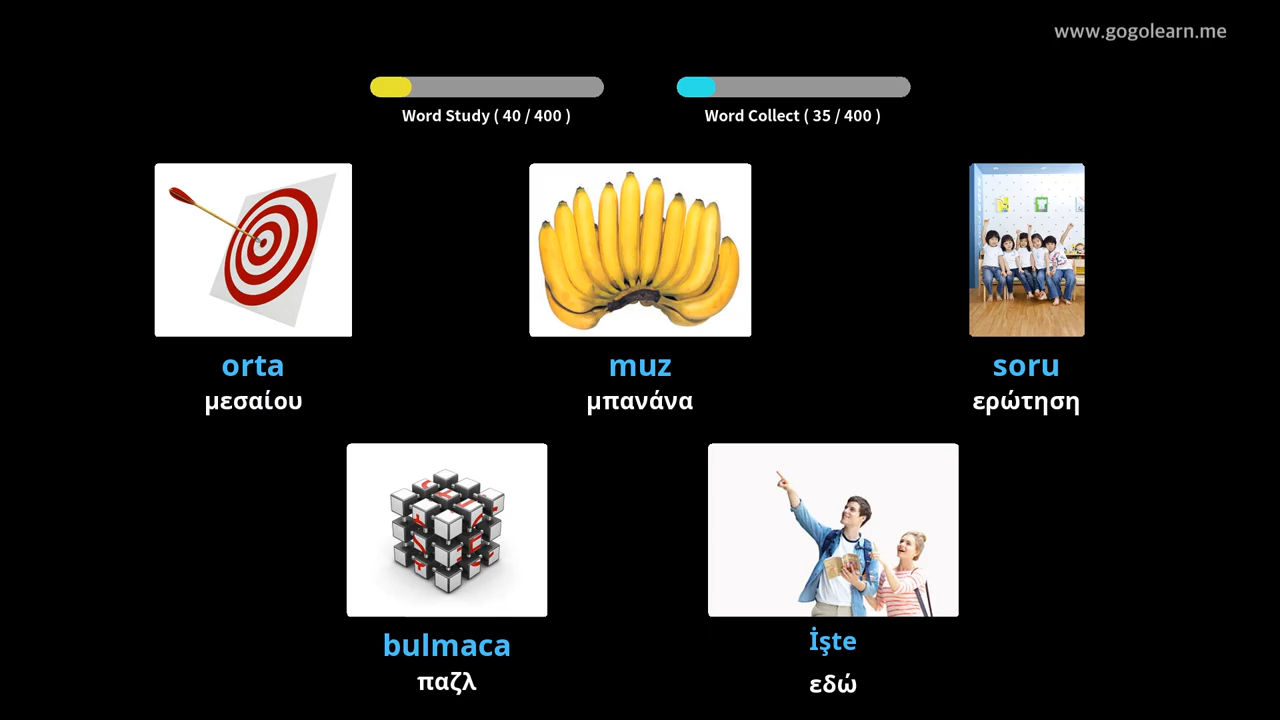 www.gogolearn.me
Word Study ( 40 / 400 )
Word Collect ( 35 / 400 )
orta
μεσαίου
muz
μπανάνα
soru
ερώτηση
bulmaca
παζλ
İşte
εδώ